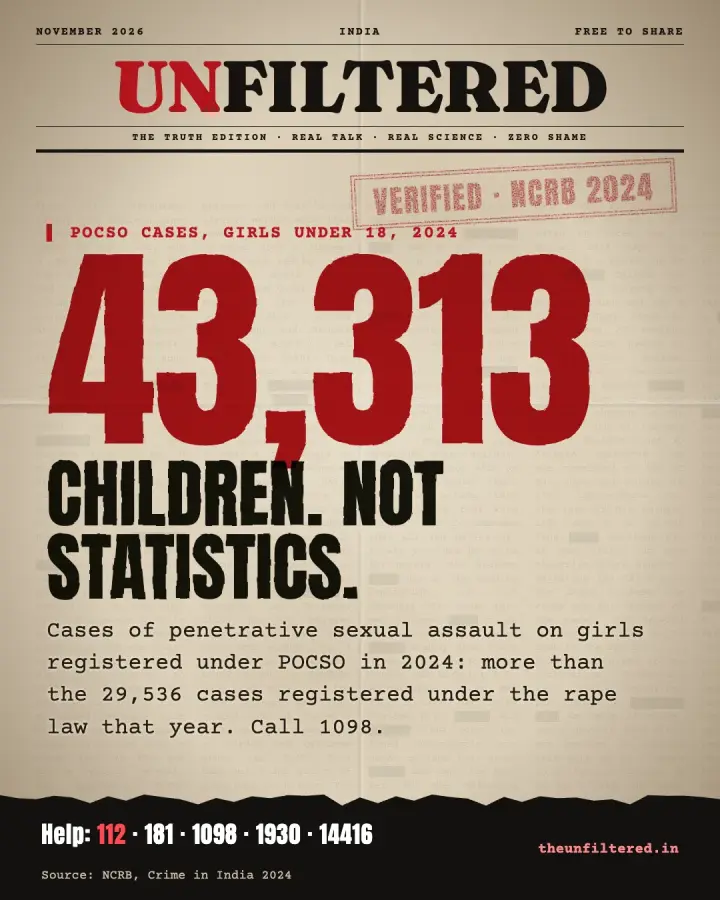 NOVEMBER 2026
INDIA
FREE TO SHARE
UNFILTERED
THE TRUTH EDITION · REAL TALK · REAL SCIENCE · ZERO SHAME
VERIFIED · NCRB 2024
POCSO CASES, GIRLS UNDER 18, 2024
43,313
CHILDREN. NOT
STATISTICS.
Cases of penetrative sexual assault on girls
registered under POCSO in 2024: more than
the 29,536 cases registered under the rape
law that year. Call 1098.
Help: 112 · 181 · 1098 · 1930 · 14416
theunfiltered.in
Source: NCRB, Crime in India 2024